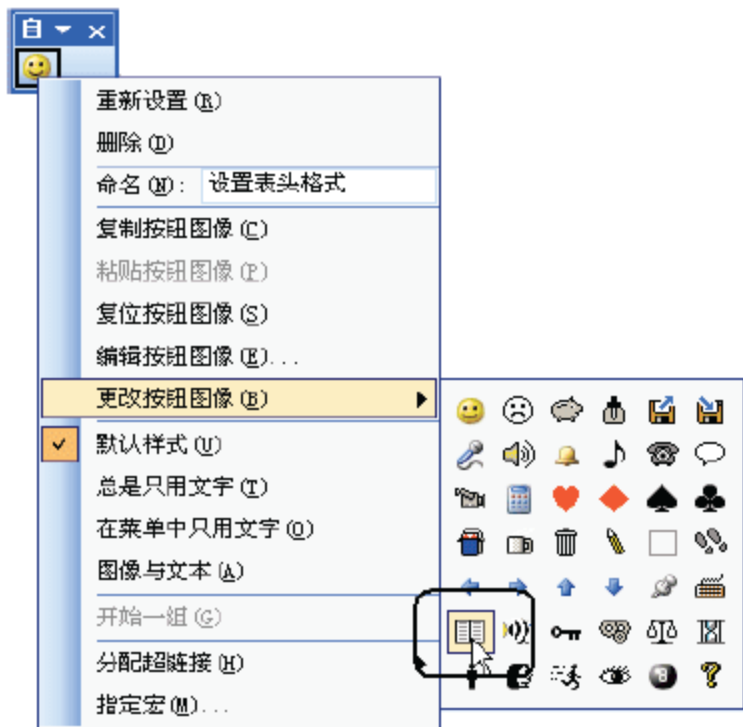 自
重新设置(R)
删除(D)
命名(N): 设置表头格式
复制按钮图像(C)
粘贴按钮图像(P)
复位按钮图像(S)
编辑按钮图像(E)...
更改按钮图像(B)
默认样式(U)
总是只用文字(T)
在菜单中只用文字(O)
图像与文本(A)
开始一组(G)
分配超链接(H)
指定宏(M)...